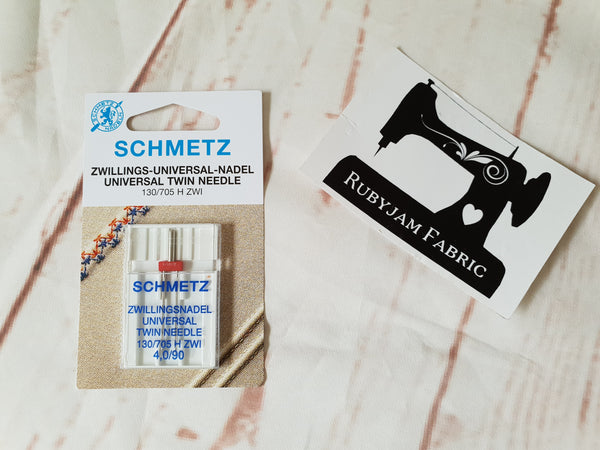 SCHMETZ
SCHMETZ
ZWILLINGS-UNIVERSAL-NADEL
UNIVERSAL TWIN NEEDLE
130/705 H ZWI
SCHMETZ
ZWILLINGSNADEL
UNIVERSAL
TWIN NEEDLE
130/705 H ZWI
4,0/90
RUBYJAM FABRIC